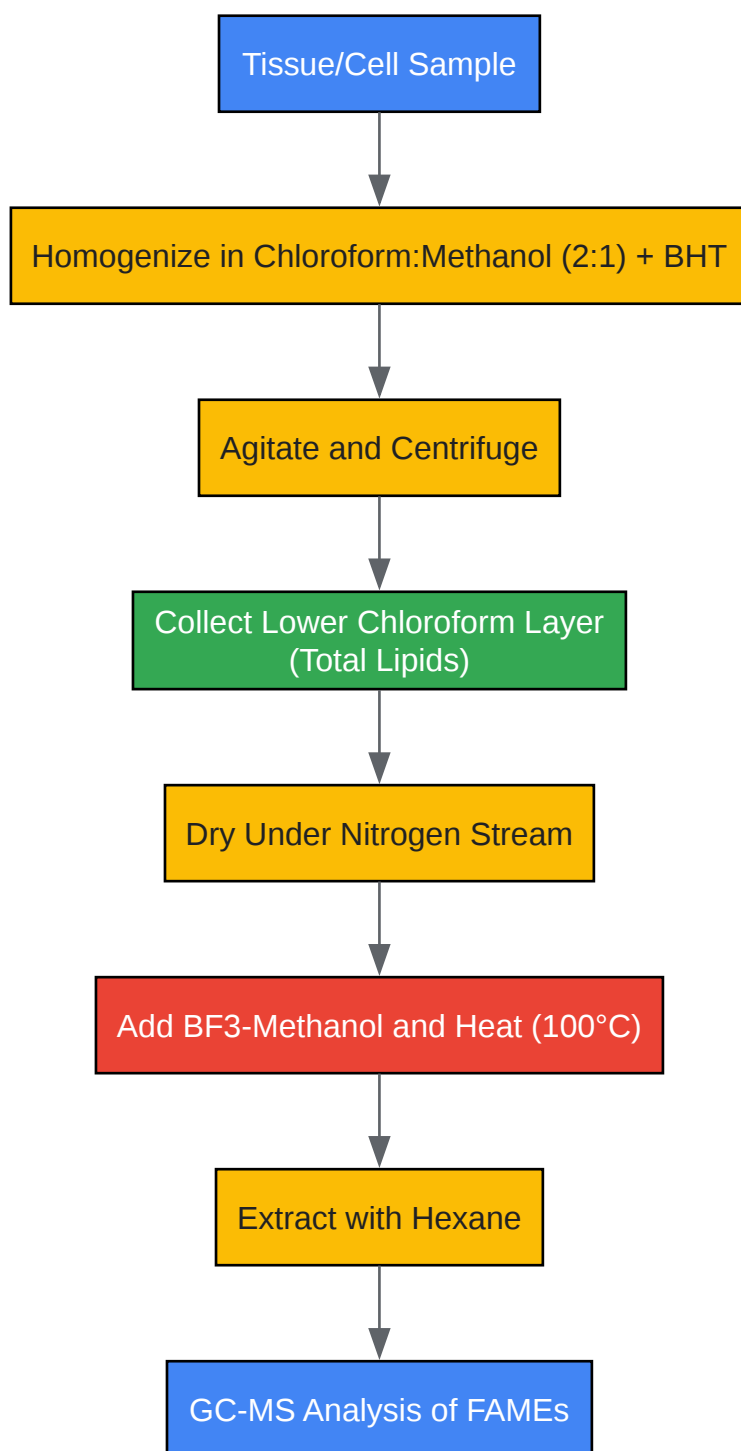 Tissue/Cell Sample
Homogenize in Chloroform:Methanol (2:1) + BHT
Agitate and Centrifuge
Collect Lower Chloroform Layer
(Total Lipids)
Dry Under Nitrogen Stream
Add BF3-Methanol and Heat (100°C)
Extract with Hexane
GC-MS Analysis of FAMEs